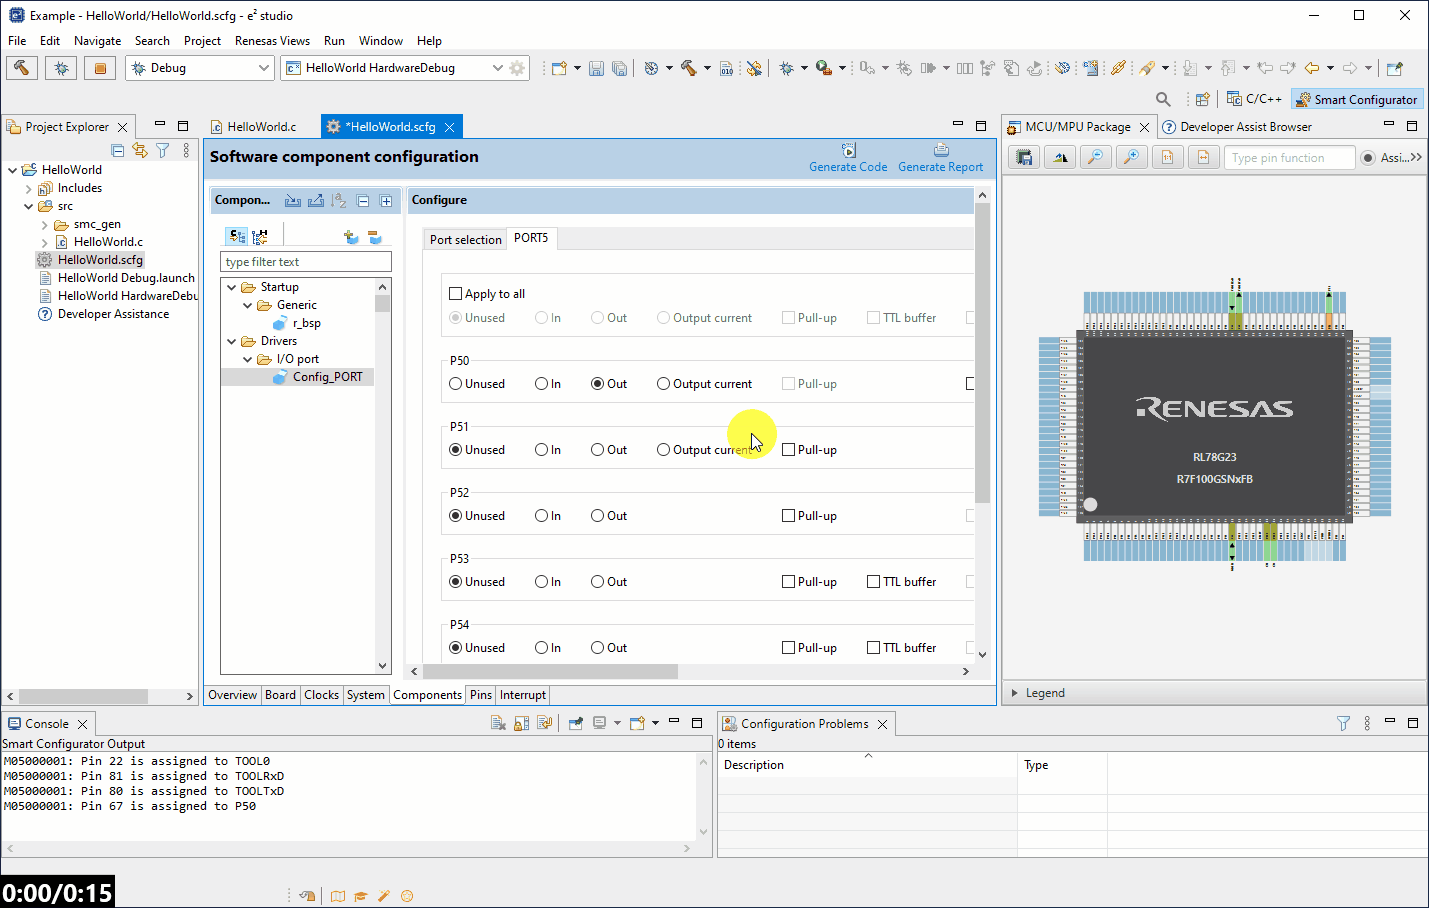 Example - HelloWorld/HelloWorld.scfg - e² studio
File Edit Navigate Search Project Renesas Views Run Window Help
Debug
HelloWorld HardwareDebug
C/C++
Smart Configurator
Project Explorer
HelloWorld.c
*HelloWorld.scfg
MCU/MPU Package
Developer Assist Browser
HelloWorld
Includes
src
smc_gen
HelloWorld.c
HelloWorld.scfg
HelloWorld Debug.launch
HelloWorld HardwareDebu
Developer Assistance
Software component configuration
Generate Code
Generate Report
Compon...
type filter text
Startup
Generic
r_bsp
Drivers
I/O port
Config_PORT
Configure
Port selection PORT5
Apply to all
Unused In Out Output current Pull-up TTL buffer
P50
Unused In Out Output current Pull-up
P51
Unused In Out Output current Pull-up
P52
Unused In Out Pull-up
P53
Unused In Out Pull-up TTL buffer
P54
Unused In Out Pull-up TTL buffer
Overview Board Clocks System Components Pins Interrupt
Type pin function
Assi...
RENESAS
RL78G23
R7F100GSNxFB
Legend
Console
Smart Configurator Output
M05000001: Pin 22 is assigned to TOOL0
M05000001: Pin 81 is assigned to TOOLRxD
M05000001: Pin 80 is assigned to TOOLTxD
M05000001: Pin 67 is assigned to P50
Configuration Problems
0 items
Description Type
0:00/0:15